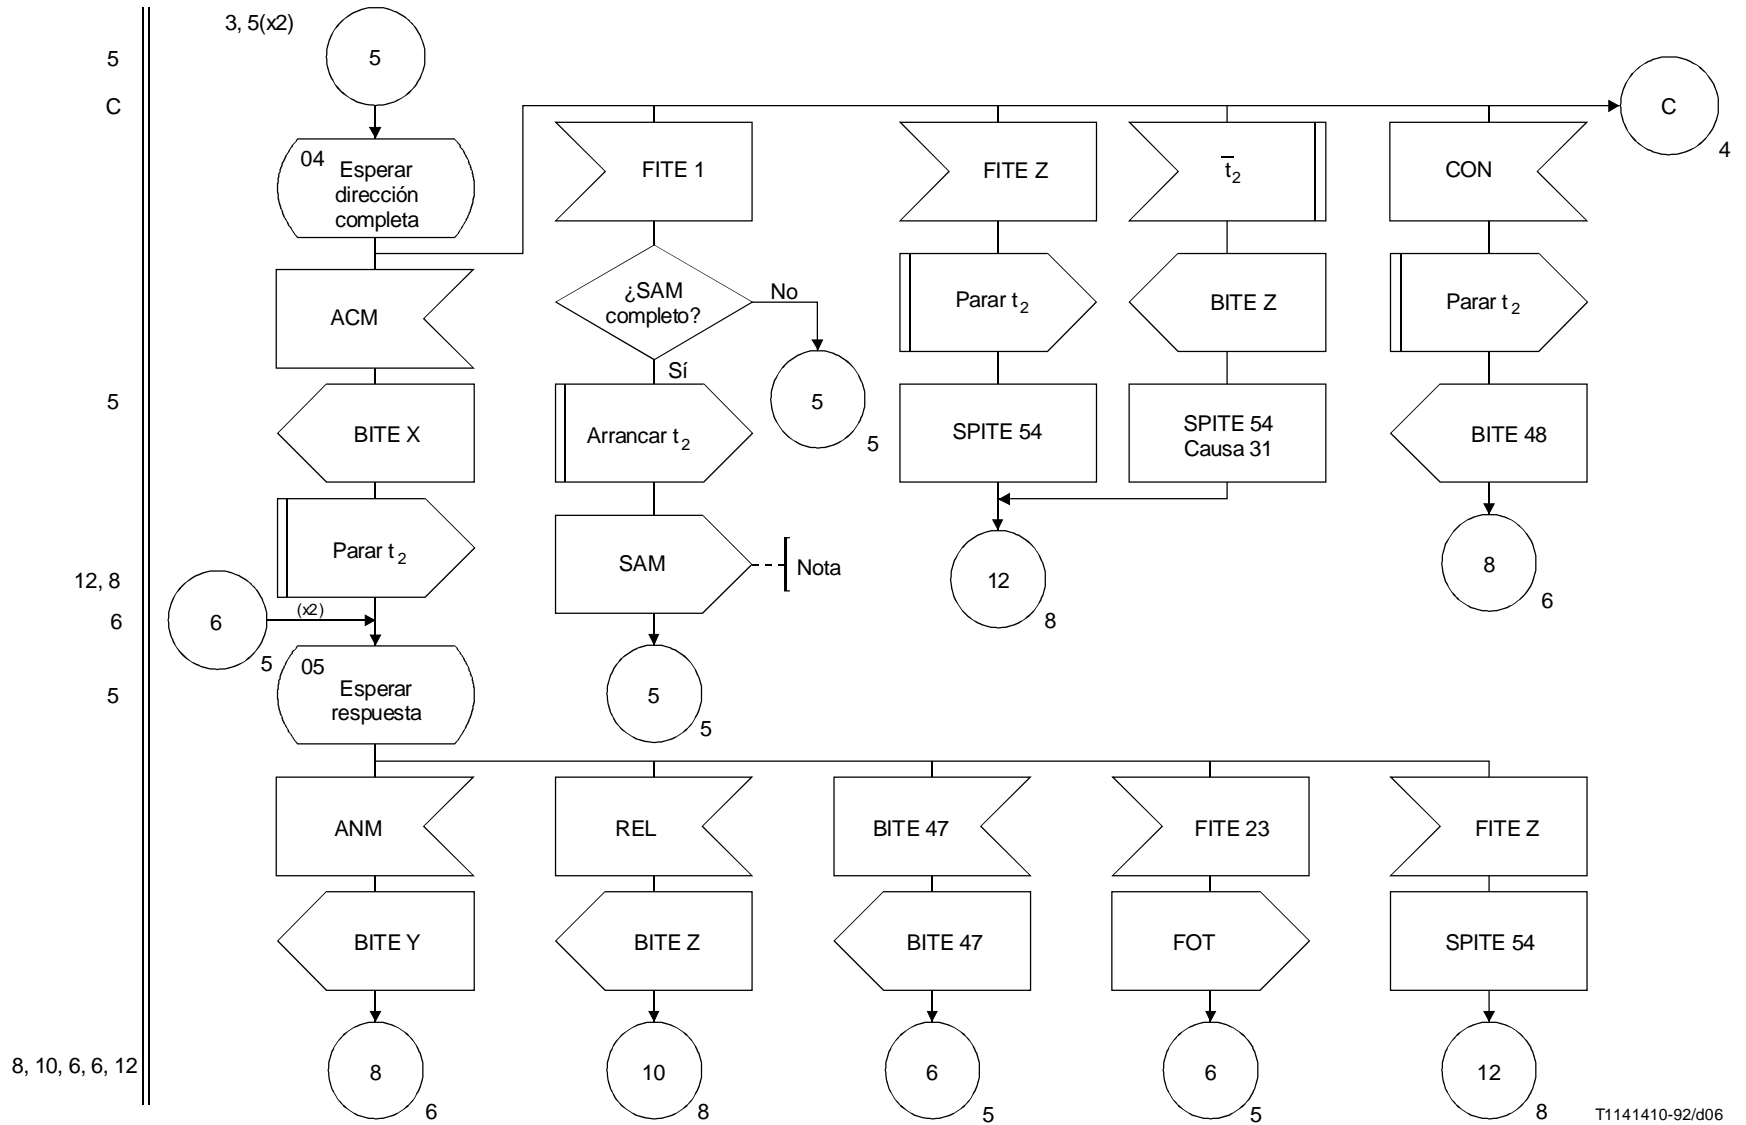 3, 5(x2)
5
5
C
C
4
04
Esperar
dirección
completa
FITE 1
FITE Z
t2
CON
ACM
¿SAM
completo?
No
Sí
5
5
Parar t2
BITE Z
Parar t2
5
BITE X
Arrancar t2
SPITE 54
SPITE 54
Causa 31
BITE 48
Parar t2
SAM
Nota
12
8
8
6
12, 8
6
6
5
(x2)
05
Esperar
respuesta
5
5
5
ANM
REL
BITE 47
FITE 23
FITE Z
BITE Y
BITE Z
BITE 47
FOT
SPITE 54
8, 10, 6, 6, 12
8
6
10
8
6
5
6
5
12
8
T1141410-92/d06